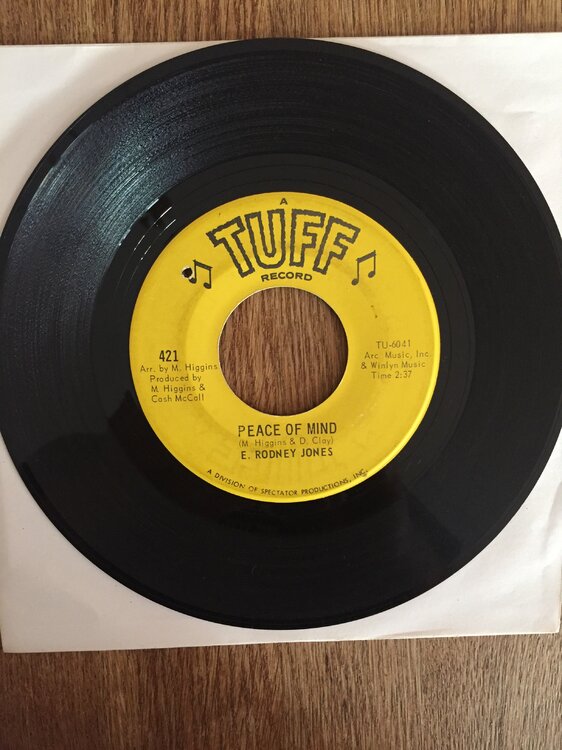 A
TUFF
RECORD
421
Arr. by M. Higgins
Produced by
M. Higgins &
Cash McCall
TU-6041
Arc. Music, Inc.
& Winlyn Music
Time 2:37
PEACE OF MIND
(M. Higgins & D. Clay)
E. RODNEY JONES
A DIVISION OF SPECTATOR PRODUCTIONS, INC.